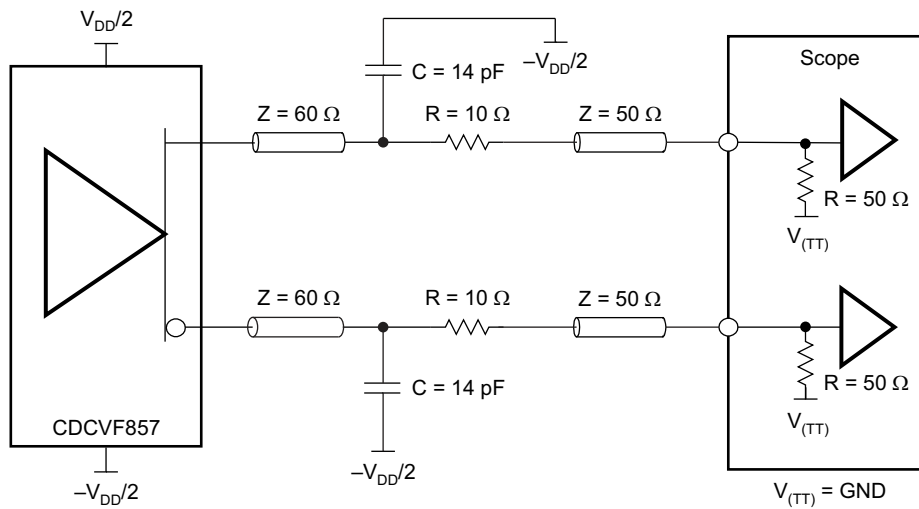 V_DD/2
C = 14 pF
–V_DD/2
Scope
Z = 60 Ω
R = 10 Ω
Z = 50 Ω
R = 50 Ω
V_(TT)
Z = 60 Ω
R = 10 Ω
Z = 50 Ω
C = 14 pF
R = 50 Ω
V_(TT)
CDCVF857
–V_DD/2
–V_DD/2
V_(TT) = GND